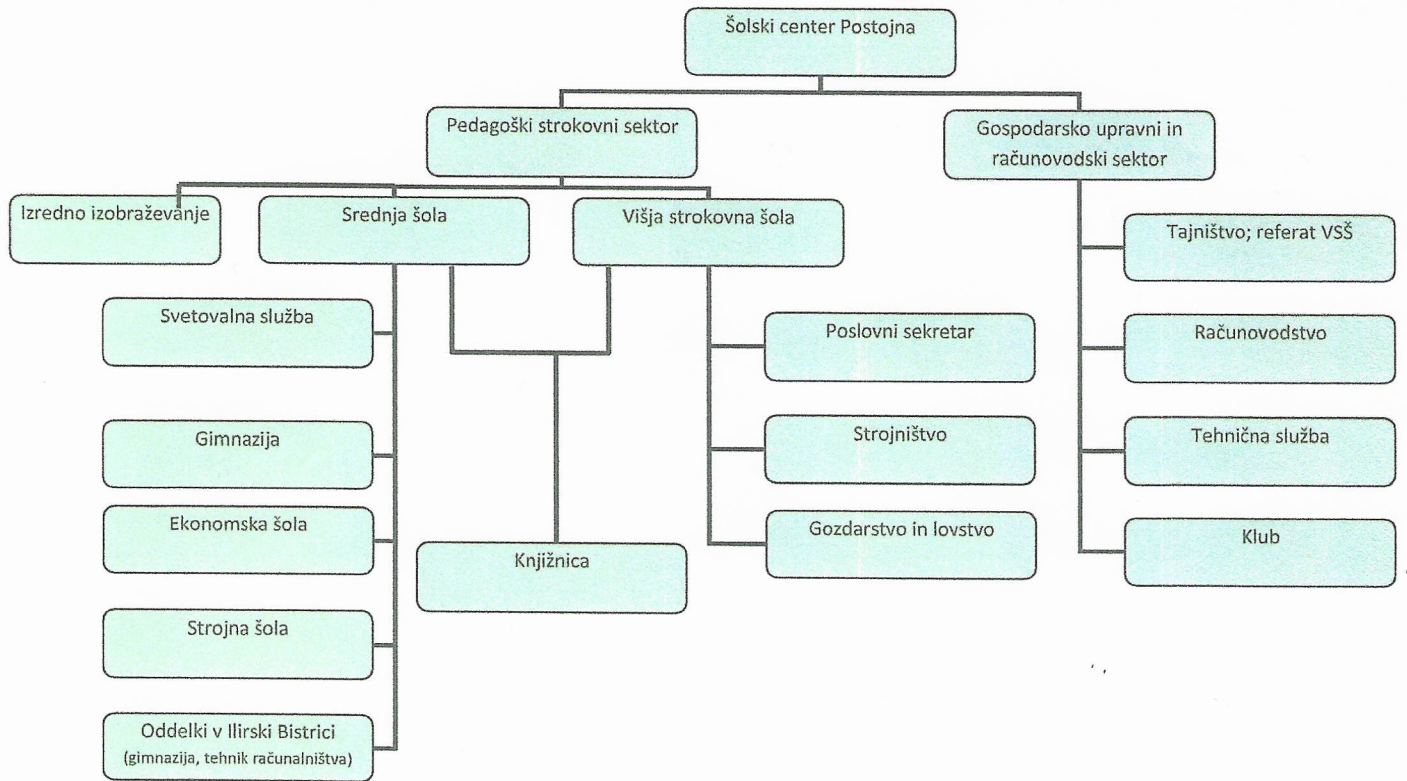 Šolski center Postojna
Pedagoški strokovni sektor
Gospodarsko upravni in
računovodski sektor
Izredno izobraževanje
Srednja šola
Višja strokovna šola
Tajništvo; referat VSŠ
Svetovalna služba
Poslovni sekretar
Računovodstvo
Gimnazija
Strojništvo
Tehnična služba
Ekonomska šola
Knjižnica
Gozdarstvo in lovstvo
Klub
Strojna šola
Oddelki v Ilirski Bistrici
(gimnazija, tehnik računalništva)